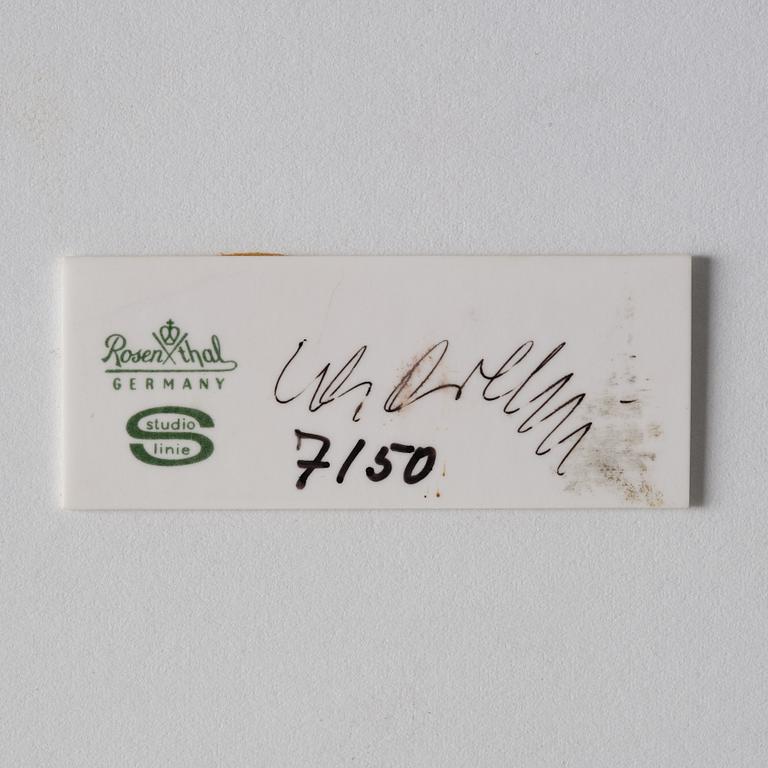 Rosenthal
GERMANY
studio
linie
7/50